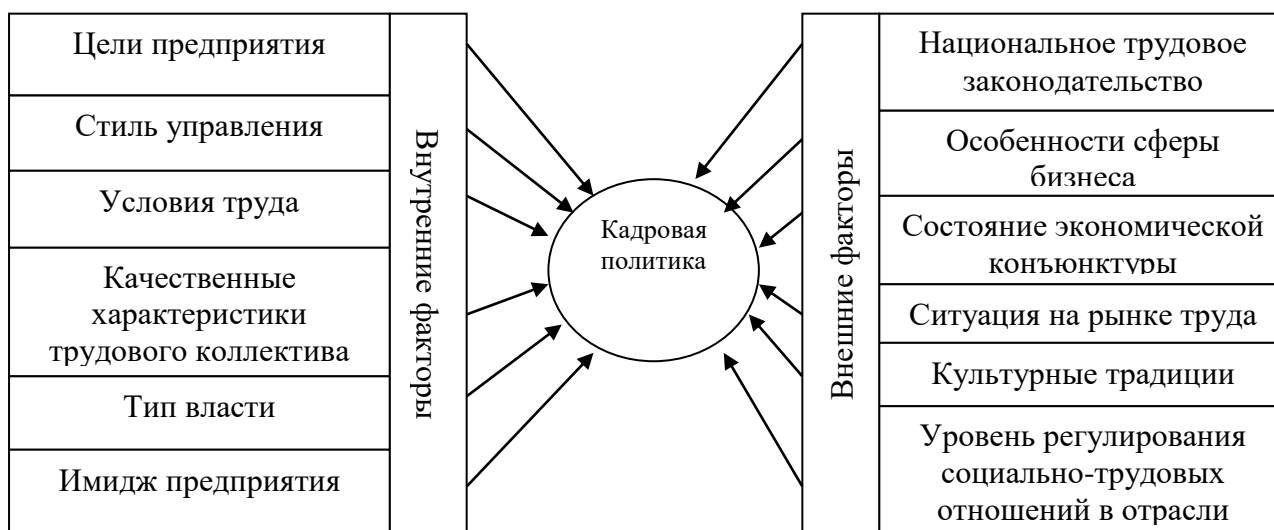 Цели предприятия
Стиль управления
Условия труда
Качественные
характеристики
трудового коллектива
Тип власти
Имидж предприятия
Внутренние факторы
Кадровая
политика
Внешние факторы
Национальное трудовое
законодательство
Особенности сферы
бизнеса
Состояние экономической
конъюнктуры
Ситуация на рынке труда
Культурные традиции
Уровень регулирования
социально-трудовых
отношений в отрасли